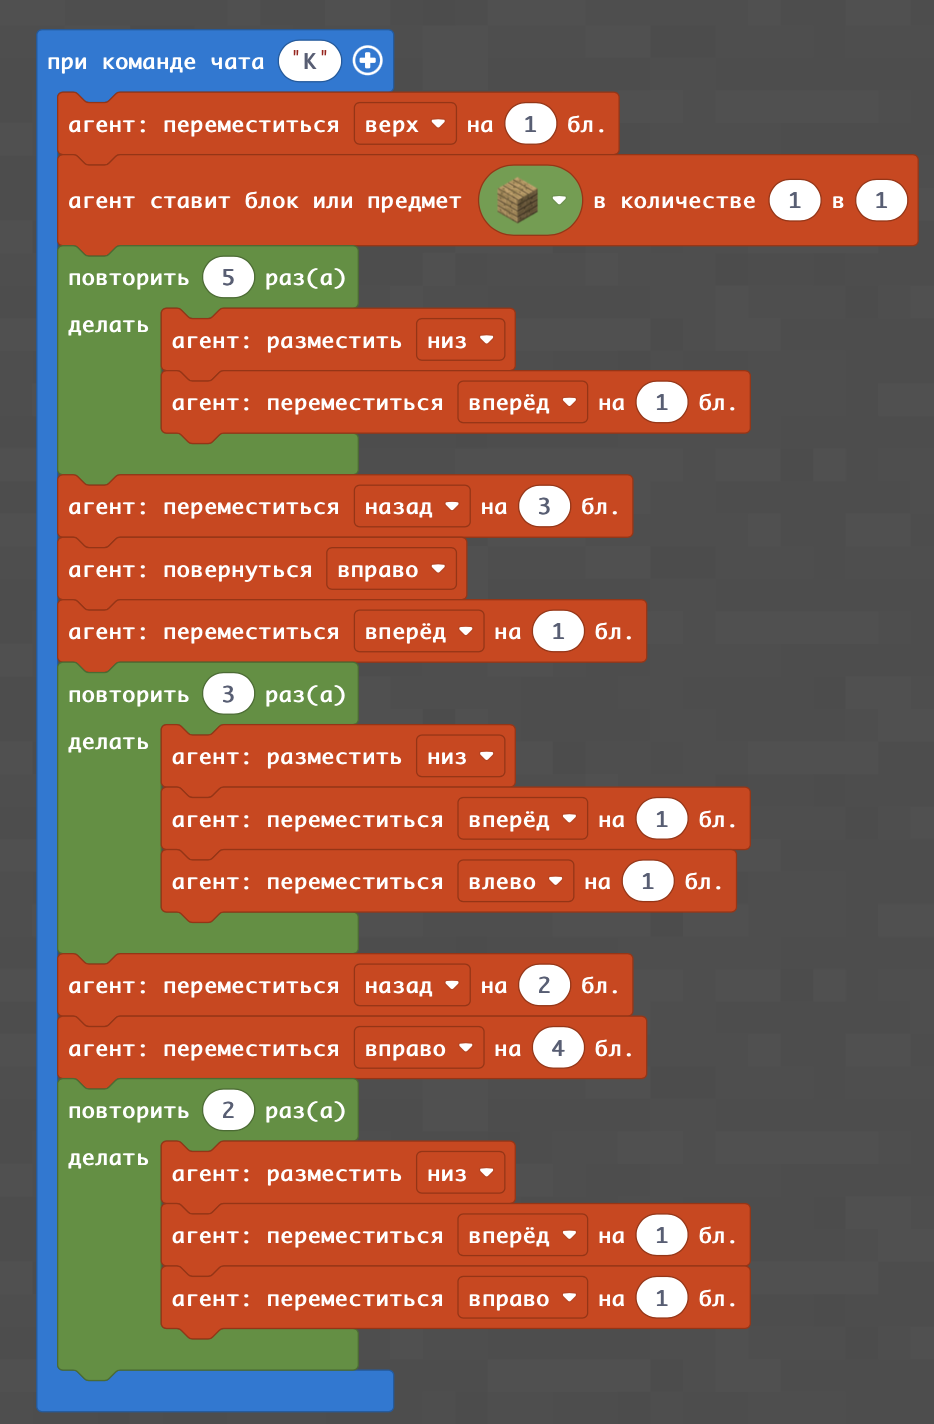 при команде чата "К"
агент: переместиться верх на 1 бл.
агент ставит блок или предмет в количестве 1 в 1
повторить 5 раз(а)
делать
агент: разместить низ
агент: переместиться вперёд на 1 бл.
агент: переместиться назад на 3 бл.
агент: повернуться вправо
агент: переместиться вперёд на 1 бл.
повторить 3 раз(а)
делать
агент: разместить низ
агент: переместиться вперёд на 1 бл.
агент: переместиться влево на 1 бл.
агент: переместиться назад на 2 бл.
агент: переместиться вправо на 4 бл.
повторить 2 раз(а)
делать
агент: разместить низ
агент: переместиться вперёд на 1 бл.
агент: переместиться вправо на 1 бл.